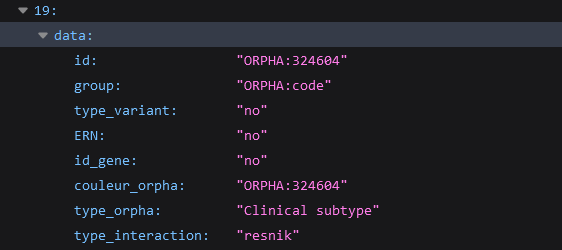 19:
data:
id: "ORPHA:324604"
group: "ORPHA:code"
type_variant: "no"
ERN: "no"
id_gene: "no"
couleur_orpha: "ORPHA:324604"
type_orpha: "Clinical subtype"
type_interaction: "resnik"